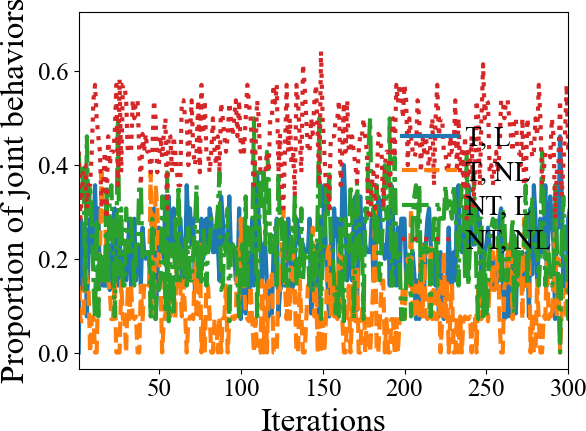 Proportion of joint behaviors
0.6
0.4
0.2
0.0
T, L
T, NL
NT, L
NT, NL
50
100
150
200
250
300
Iterations